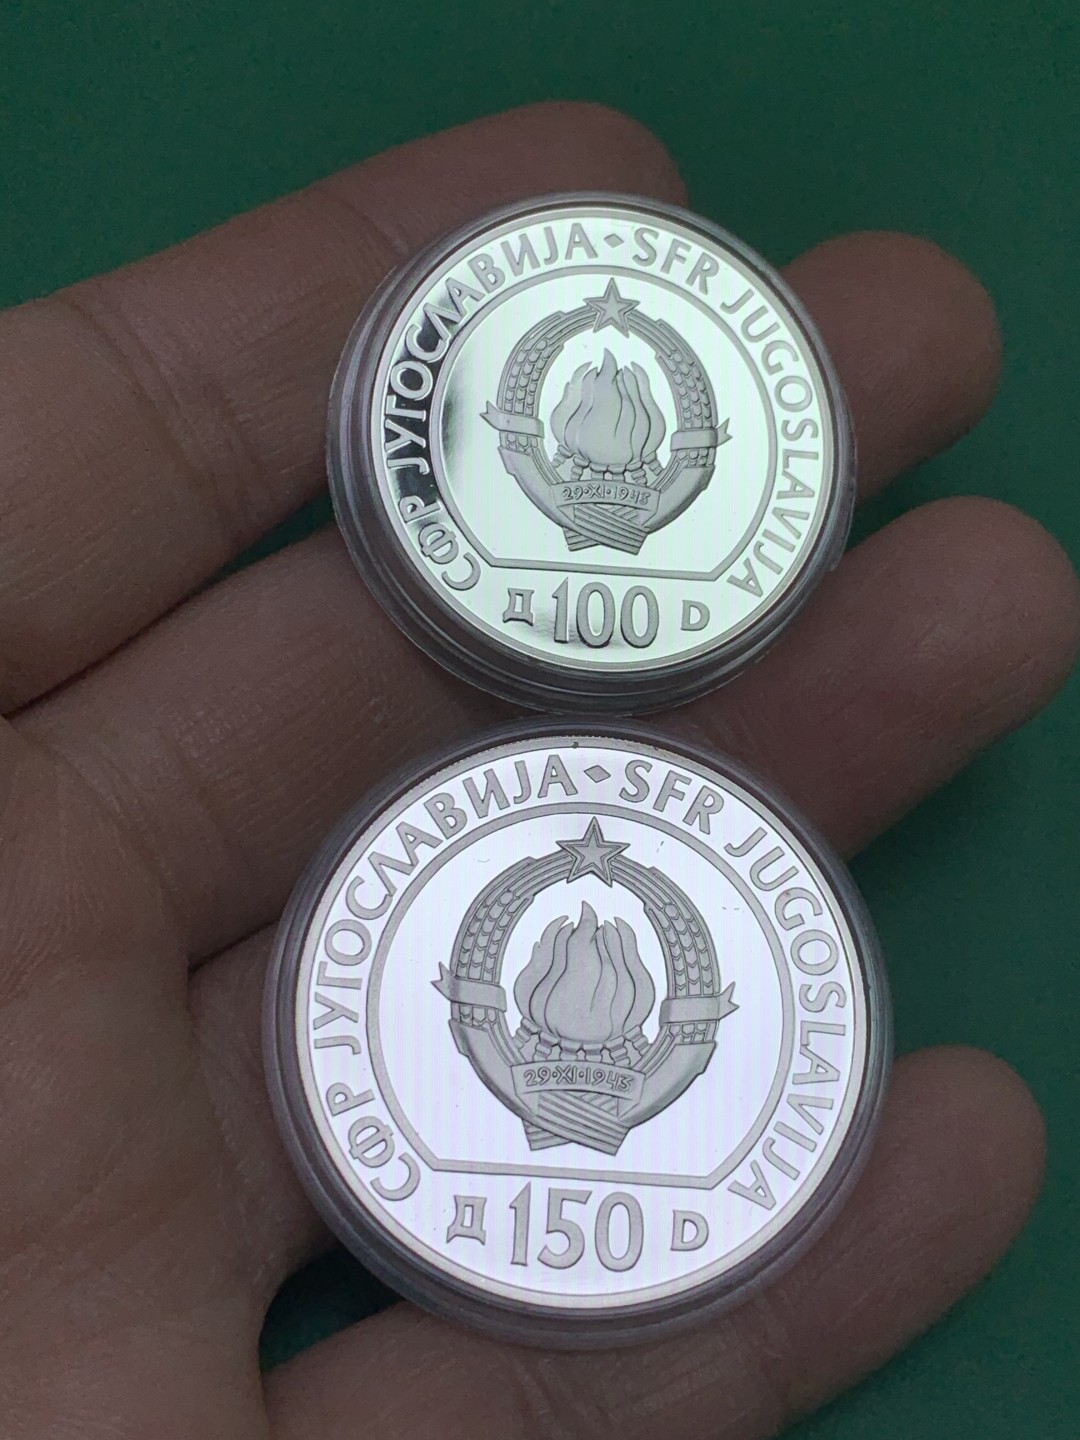 СФР ЈУГОСЛАВИЈА • SFR JUGOSLAVIJA
29·XI·1943
Д 100 D
СФР ЈУГОСЛАВИЈА • SFR JUGOSLAVIJA
29·XI·1943
Д 150 D